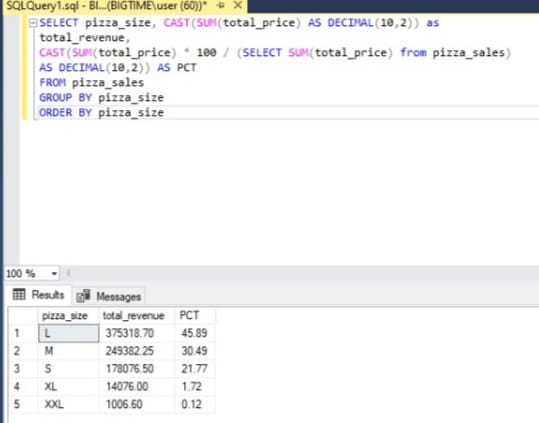 SQLQuery1.sql - BI...(BIGTIME\user (60))*
SELECT pizza_size, CAST(SUM(total_price) AS DECIMAL(10,2)) as
total_revenue,
CAST(SUM(total_price) * 100 / (SELECT SUM(total_price) from pizza_sales)
AS DECIMAL(10,2)) AS PCT
FROM pizza_sales
GROUP BY pizza_size
ORDER BY pizza_size
100 %
Results Messages
pizza_size total_revenue PCT
1 L 375318.70 45.89
2 M 249382.25 30.49
3 S 178076.50 21.77
4 XL 14076.00 1.72
5 XXL 1006.60 0.12